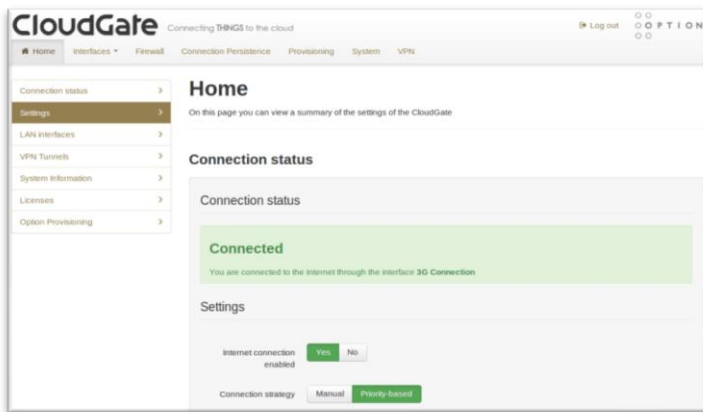 CloudGate Connecting THINGS to the cloud
Log out
OPTION
Home Interfaces Firewall Connection Persistence Provisioning System VPN
Connection status
Settings
LAN interfaces
VPN Tunnels
System Information
Licenses
Option Provisioning
Home
On this page you can view a summary of the settings of the CloudGate
Connection status
Connection status
Connected
You are connected to the Internet through the interface 3G Connection
Settings
Internet connection
enabled
Yes No
Connection strategy Manual Priority-based